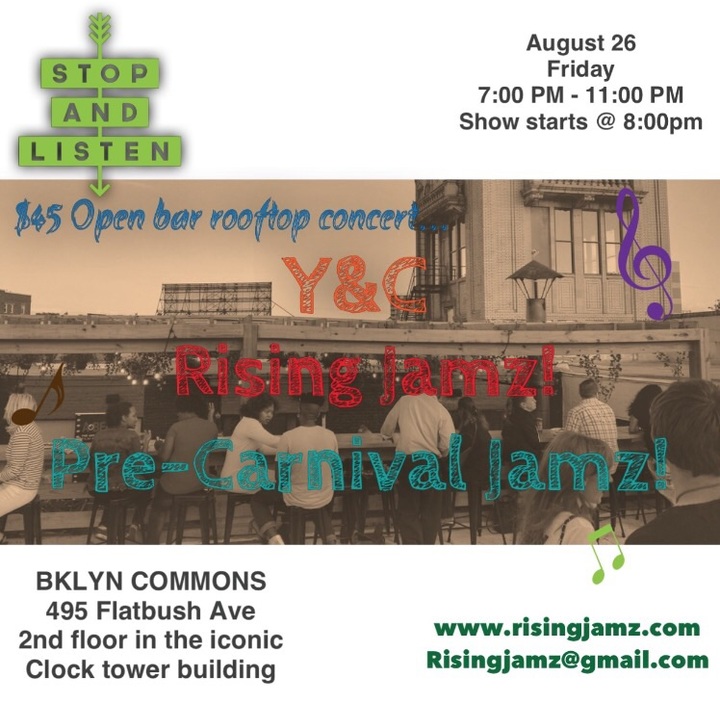 STOP
AND
LISTEN
August 26
Friday
7:00 PM - 11:00 PM
Show starts @ 8:00pm
$45 Open bar rooftop concert...
Y&C
Rising Jamz!
Pre-Carnival Jamz!
BKLYN COMMONS
495 Flatbush Ave
2nd floor in the iconic
Clock tower building
www.risingjamz.com
Risingjamz@gmail.com